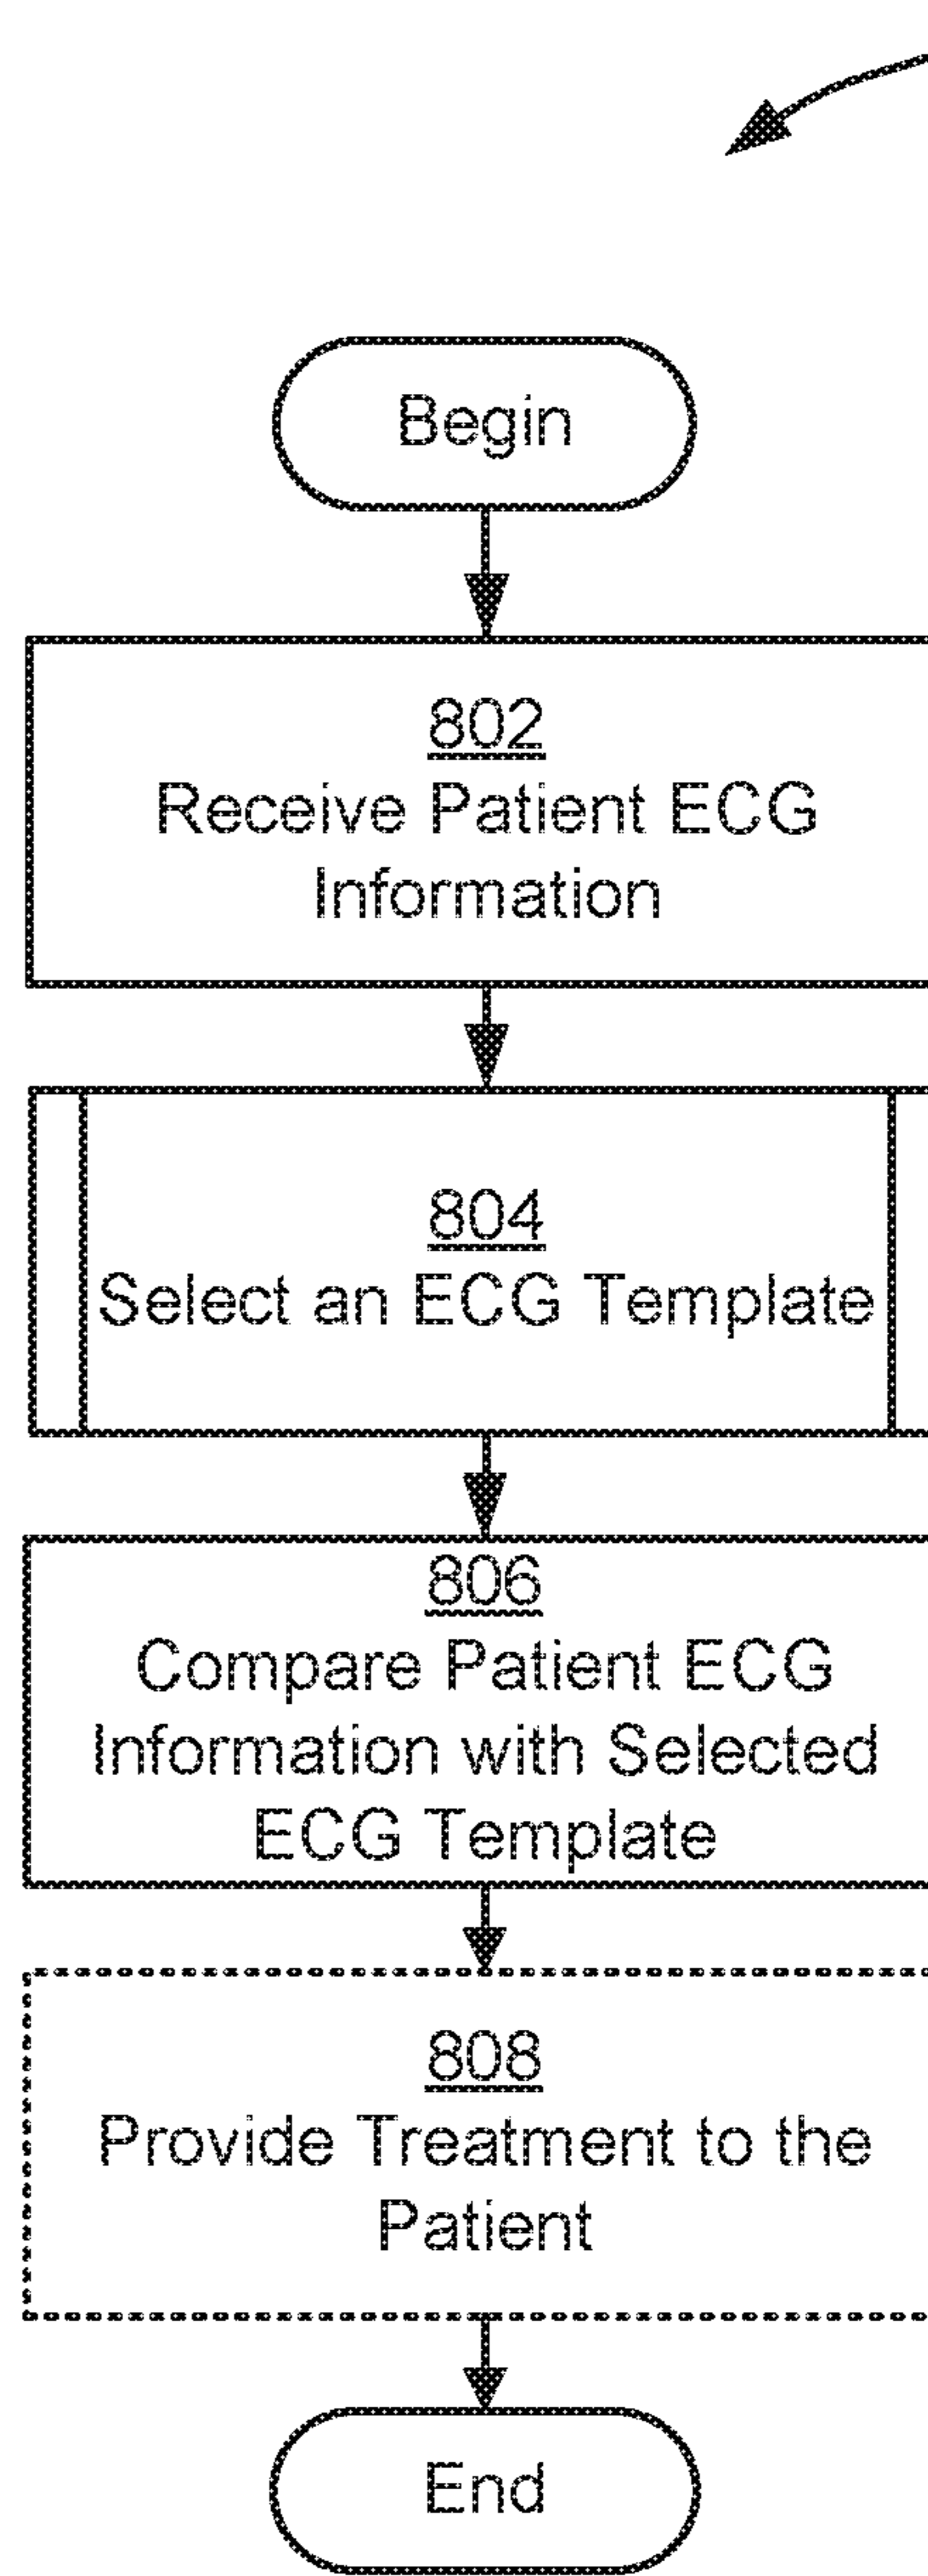 Begin
802
Receive Patient ECG
Information
804
Select an ECG Template
806
Compare Patient ECG
Information with Selected
ECG Template
808
Provide Treatment to the
Patient
End